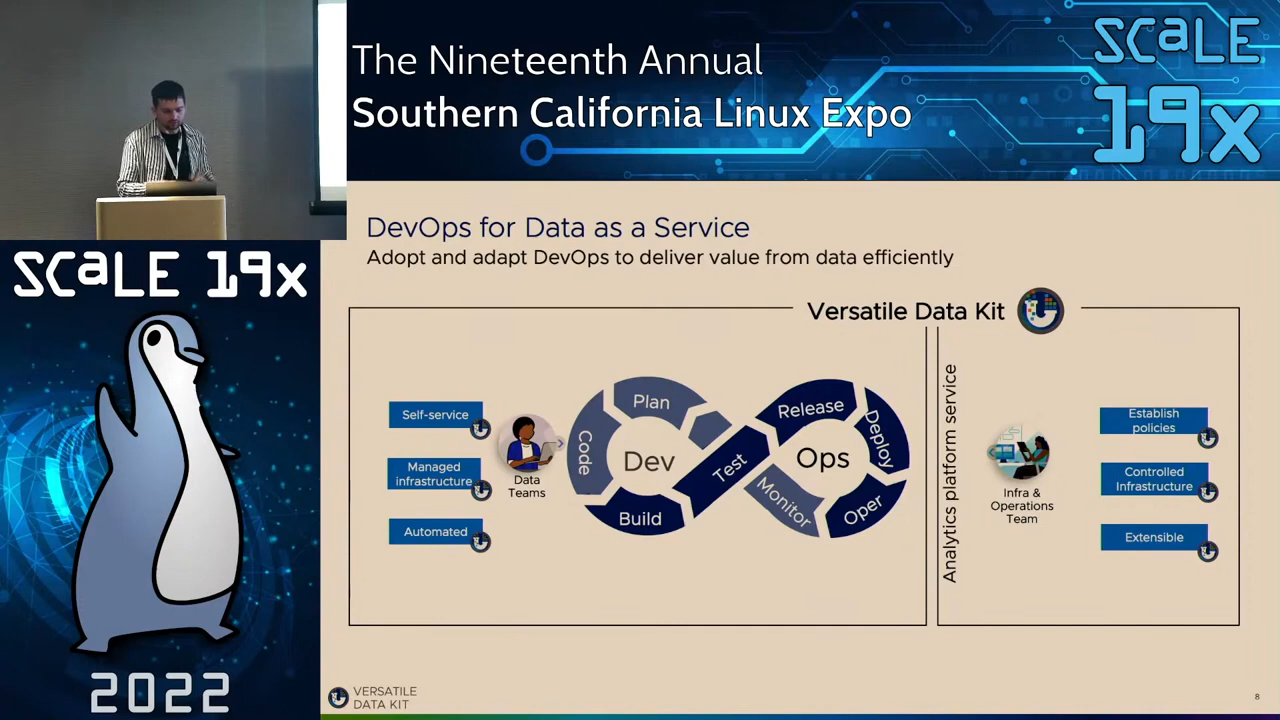 The Nineteenth Annual
Southern California Linux Expo
SCaLE
19x
SCaLE 19x
2022
DevOps for Data as a Service
Adopt and adapt DevOps to deliver value from data efficiently
Versatile Data Kit
Self-service
Managed
infrastructure
Automated
Data
Teams
Plan
Code
Dev
Build
Test
Release
Deploy
Ops
Oper
Monitor
Analytics platform service
Infra &
Operations
Team
Establish
policies
Controlled
Infrastructure
Extensible
VERSATILE
DATA KIT
8